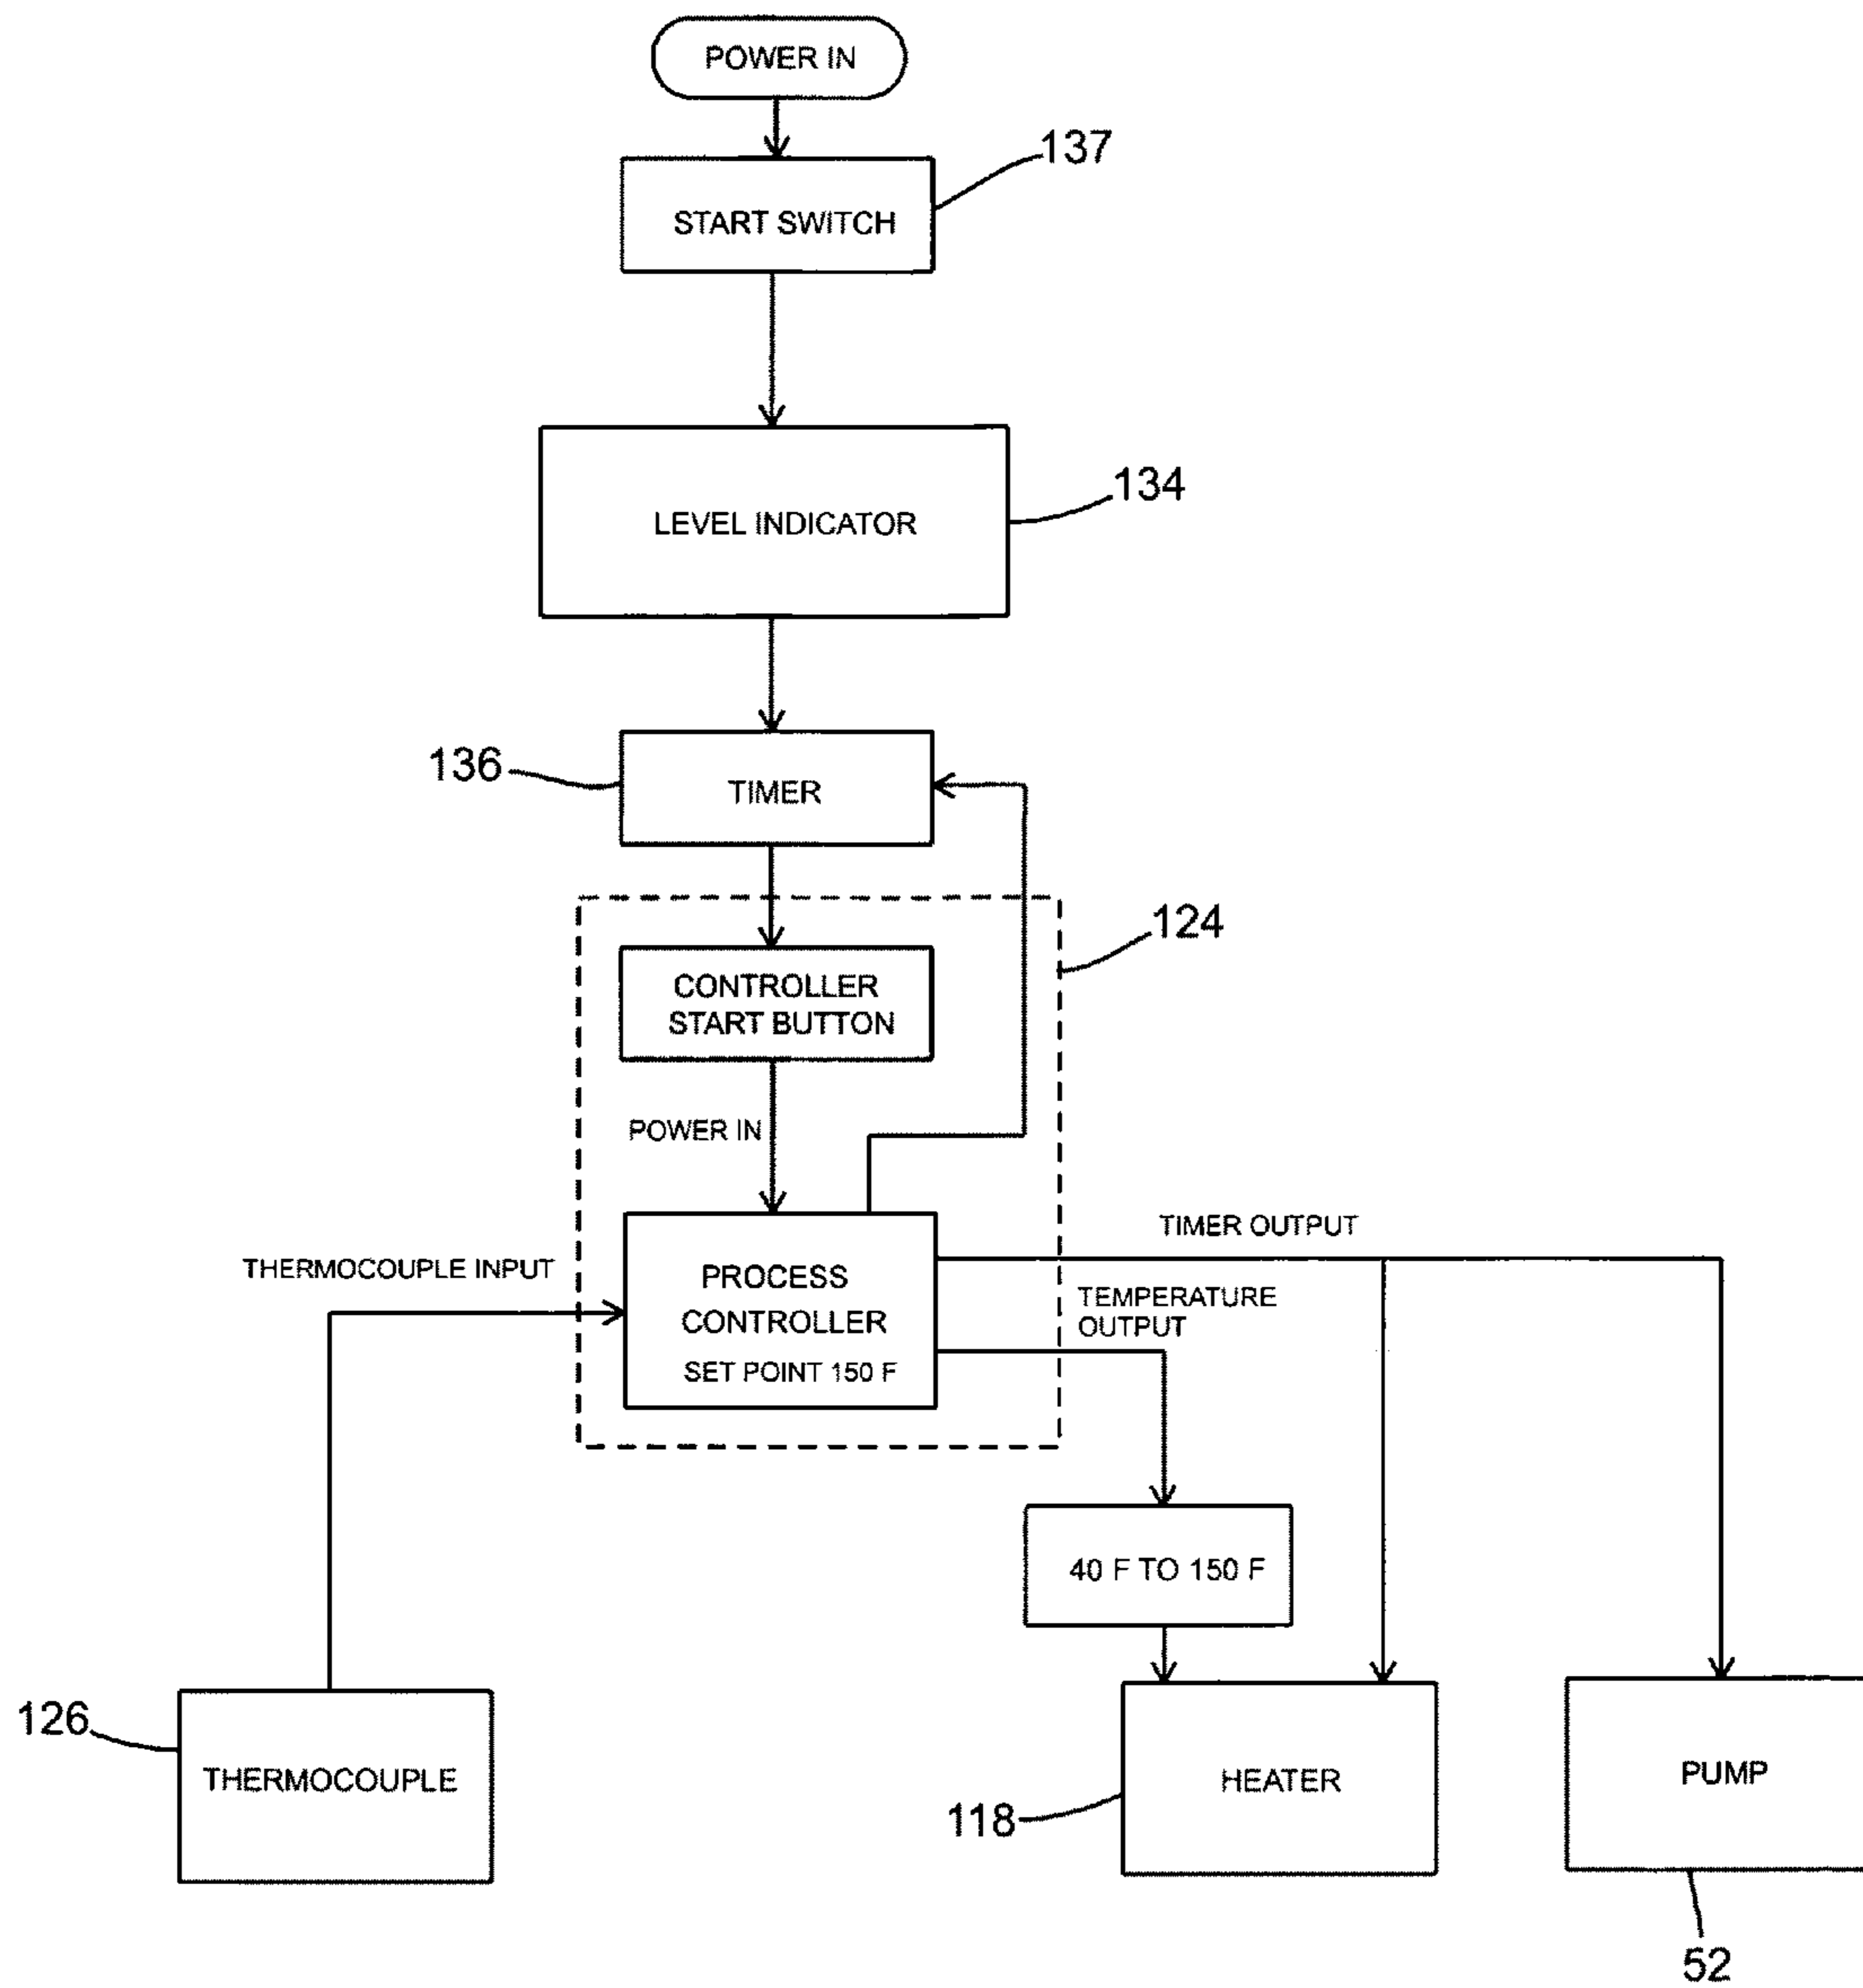 POWER IN
137
START SWITCH
134
LEVEL INDICATOR
136
TIMER
124
CONTROLLER
START BUTTON
POWER IN
TIMER OUTPUT
THERMOCOUPLE INPUT
PROCESS
CONTROLLER
SET POINT 150 F
TEMPERATURE
OUTPUT
40 F TO 150 F
126
THERMOCOUPLE
118
HEATER
PUMP
52